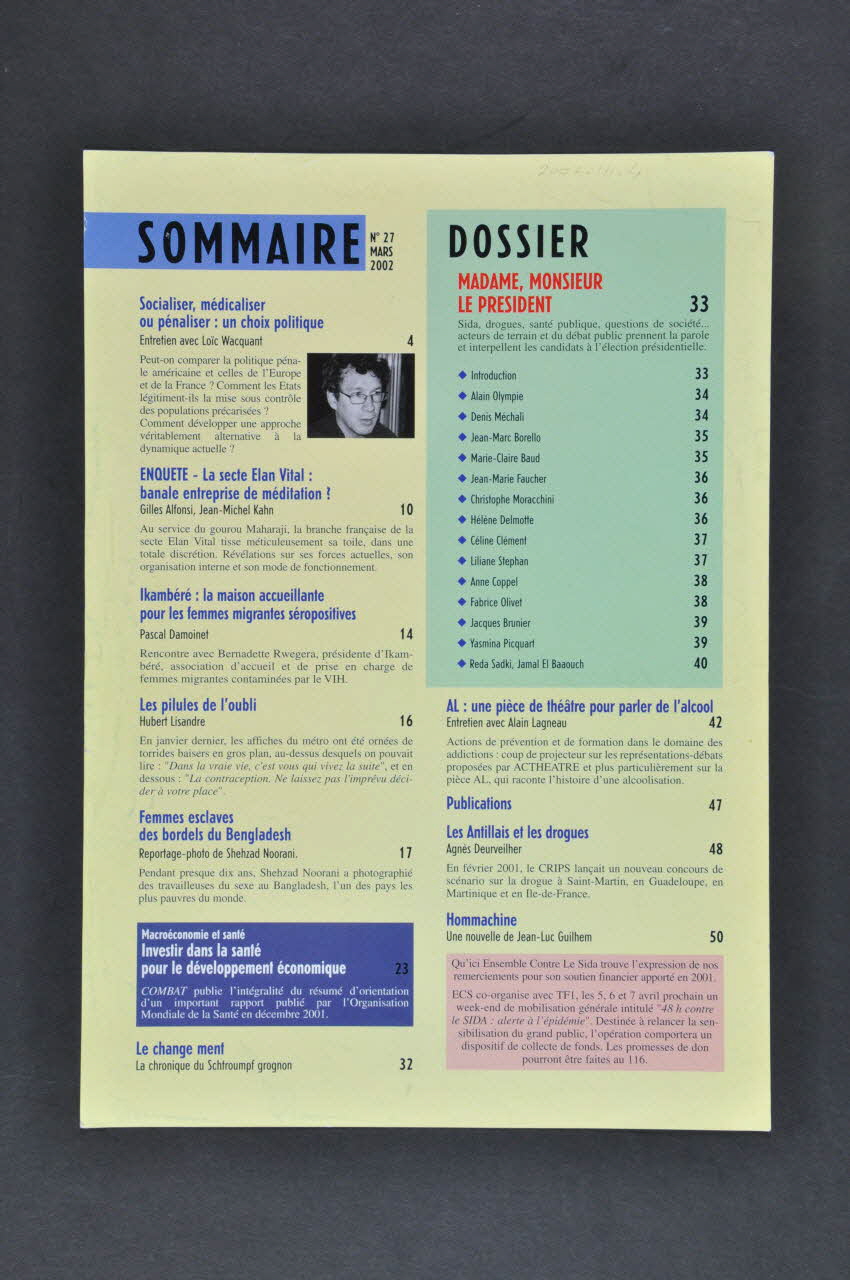 SOMMAIRE
N° 27
MARS
2002
Socialiser, médicaliser
ou pénaliser : un choix politique
Entretien avec Loïc Wacquant 4
Peut-on comparer la politique péna-
le américaine et celles de l'Europe
et de la France ? Comment les Etats
légitiment-ils la mise sous contrôle
des populations précarisées ?
Comment développer une approche
véritablement alternative à la
dynamique actuelle ?
ENQUETE - La secte Elan Vital :
banale entreprise de méditation ?
Gilles Alfonsi, Jean-Michel Kahn 10
Au service du gourou Maharaji, la branche française de la
secte Elan Vital tisse méticuleusement sa toile, dans une
totale discrétion. Révélations sur ses forces actuelles, son
organisation interne et son mode de fonctionnement.
Ikambéré : la maison accueillante
pour les femmes migrantes séropositives
Pascal Damoinet 14
Rencontre avec Bernadette Rwegera, présidente d'Ikam-
béré, association d'accueil et de prise en charge de
femmes migrantes contaminées par le VIH.
Les pilules de l'oubli
Hubert Lisandre 16
En janvier dernier, les affiches du métro ont été ornées de
torrides baisers en gros plan, au-dessus desquels on pouvait
lire : "Dans la vraie vie, c'est vous qui vivez la suite", et en
dessous : "La contraception. Ne laissez pas l'imprévu déci-
der à votre place".
Femmes esclaves
des bordels du Bengladesh
Reportage-photo de Shehzad Noorani. 17
Pendant presque dix ans, Shehzad Noorani a photographié
des travailleuses du sexe au Bangladesh, l'un des pays les
plus pauvres du monde.
Macroéconomie et santé
Investir dans la santé
pour le développement économique 23
COMBAT publie l'intégralité du résumé d'orientation
d'un important rapport publié par l'Organisation
Mondiale de la Santé en décembre 2001.
Le change ment
La chronique du Schtroumpf grognon 32
DOSSIER
MADAME, MONSIEUR
LE PRESIDENT 33
Sida, drogues, santé publique, questions de société...
acteurs de terrain et du débat public prennent la parole
et interpellent les candidats à l'élection présidentielle.
◆ Introduction 33
◆ Alain Olympie 34
◆ Denis Méchali 34
◆ Jean-Marc Borello 35
◆ Marie-Claire Baud 35
◆ Jean-Marie Faucher 36
◆ Christophe Moracchini 36
◆ Hélène Delmotte 36
◆ Céline Clément 37
◆ Liliane Stephan 37
◆ Anne Coppel 38
◆ Fabrice Olivet 38
◆ Jacques Brunier 39
◆ Yasmina Picquart 39
◆ Reda Sadki, Jamal El Baaouch 40
AL : une pièce de théâtre pour parler de l'alcool
Entretien avec Alain Lagneau 42
Actions de prévention et de formation dans le domaine des
addictions : coup de projecteur sur les représentations-débats
proposées par ACTHEATRE et plus particulièrement sur la
pièce AL, qui raconte l'histoire d'une alcoolisation.
Publications 47
Les Antillais et les drogues
Agnès Deurveilher 48
En février 2001, le CRIPS lançait un nouveau concours de
scénario sur la drogue à Saint-Martin, en Guadeloupe, en
Martinique et en Ile-de-France.
Hommachine
Une nouvelle de Jean-Luc Guilhem 50
Qu'ici Ensemble Contre Le Sida trouve l'expression de nos
remerciements pour son soutien financier apporté en 2001.
ECS co-organise avec TF1, les 5, 6 et 7 avril prochain un
week-end de mobilisation générale intitulé "48 h contre
le SIDA : alerte à l'épidémie". Destinée à relancer la sen-
sibilisation du grand public, l'opération comportera un
dispositif de collecte de fonds. Les promesses de don
pourront être faites au 116.